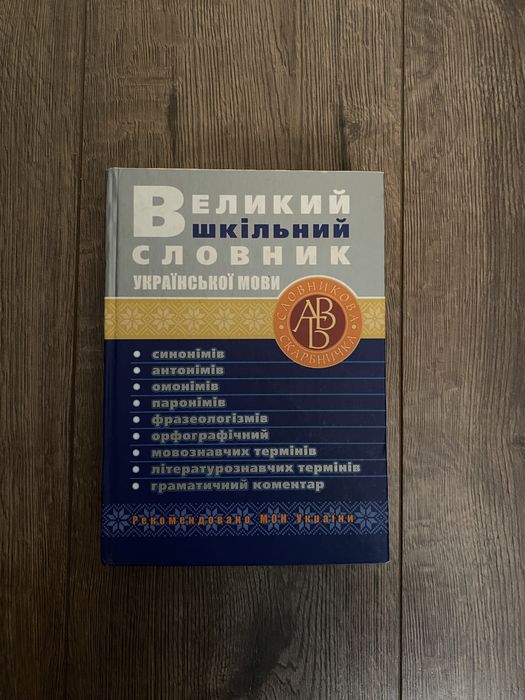 Великий
шкільний
словник
української мови
• СЛОВНИКОВА •
СКАРБНИЧКА
АБВ
синонімів
антонімів
омонімів
паронімів
фразеологізмів
орфографічний
мовознавчих термінів
літературознавчих термінів
граматичний коментар
Рекомендовано МОН України